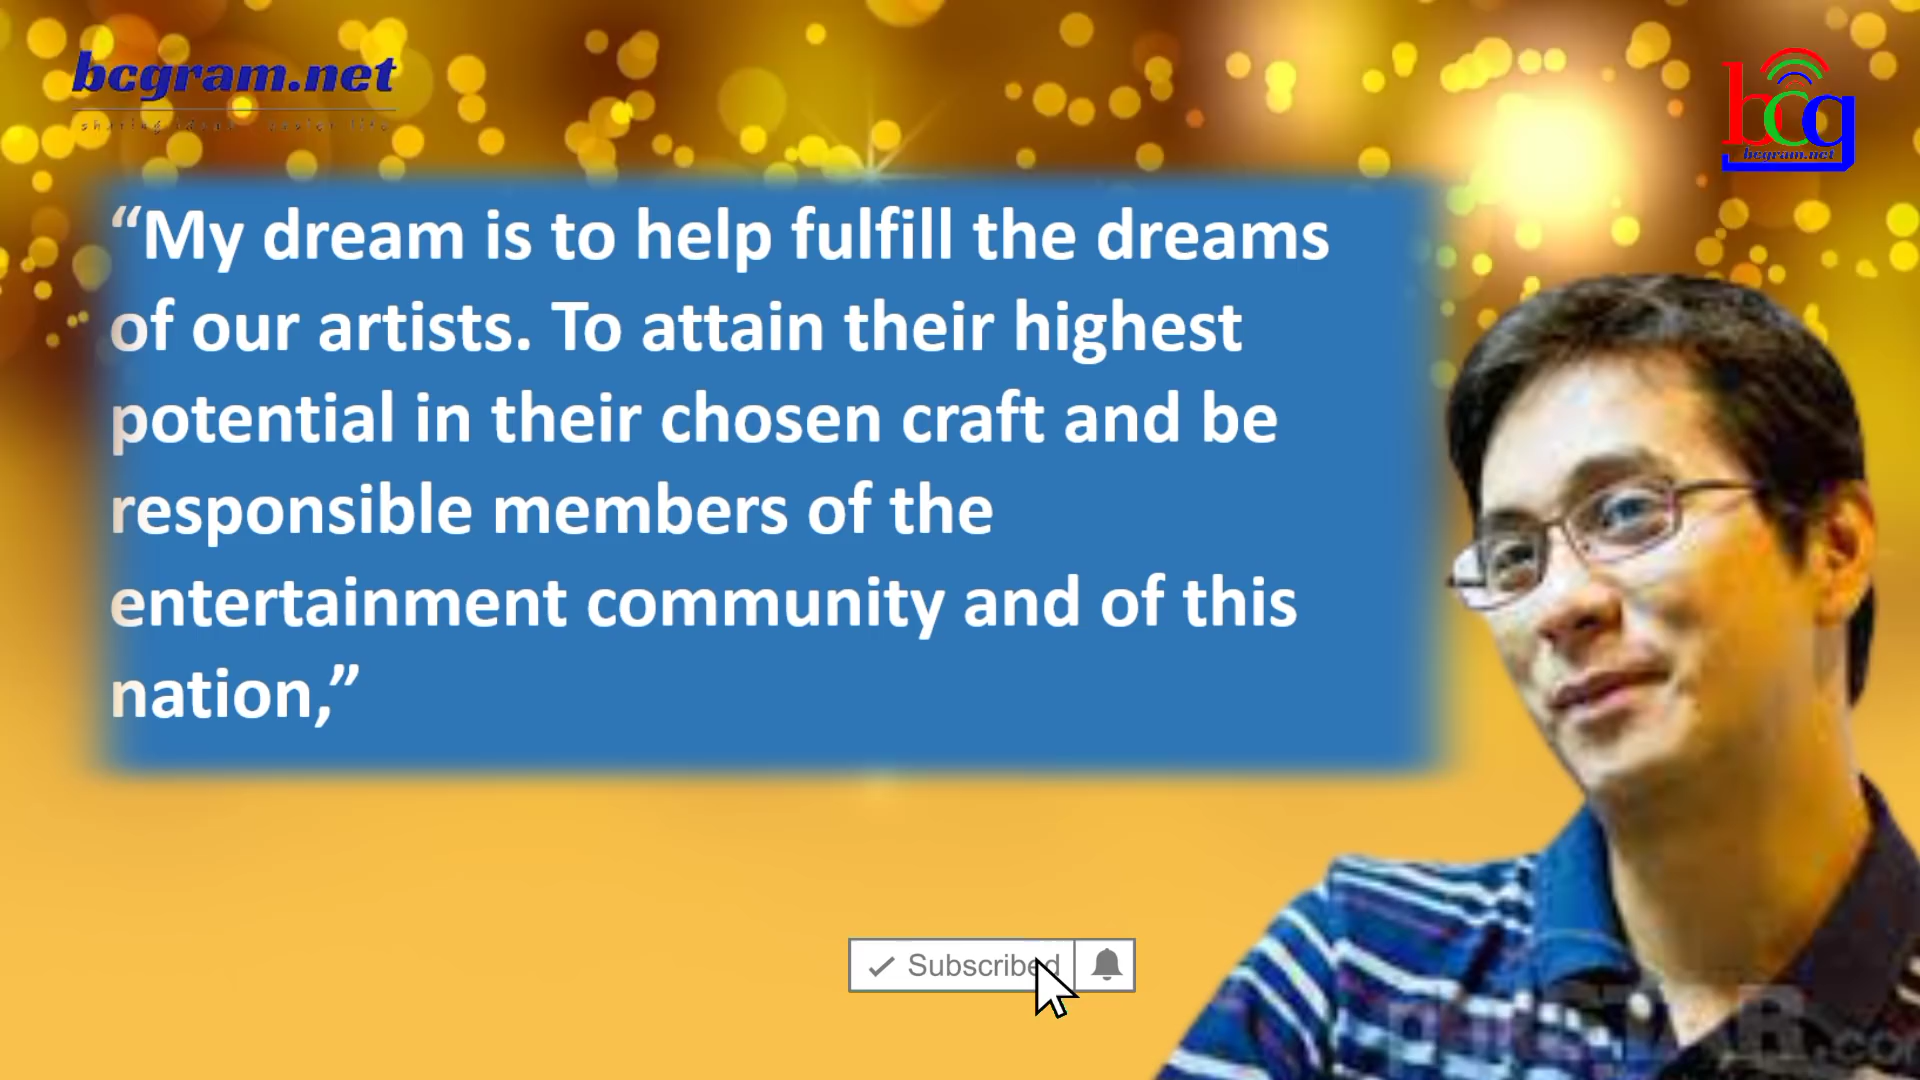 bcgram.net
bcg
bcgram.net
“My dream is to help fulfill the dreams
of our artists. To attain their highest
potential in their chosen craft and be
responsible members of the
entertainment community and of this
nation,”
Subscribed